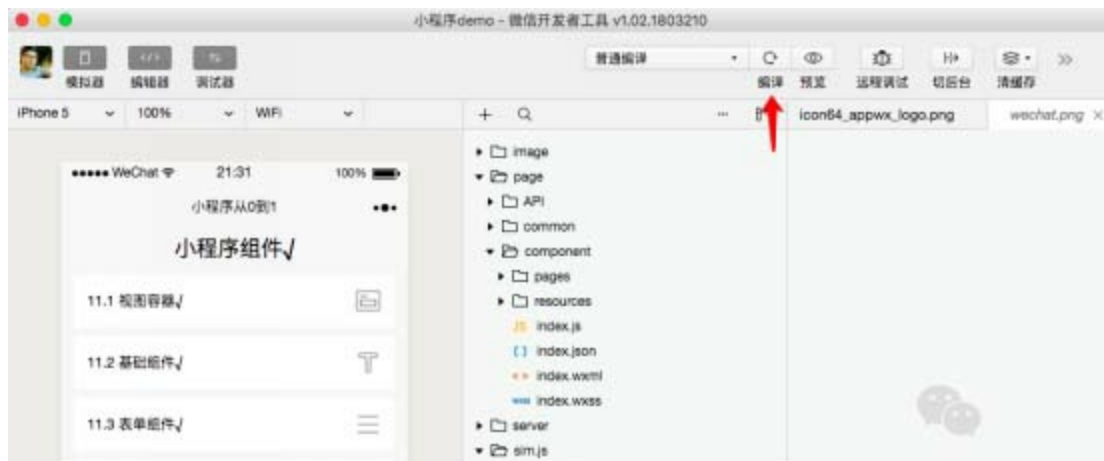 小程序demo - 微信开发者工具 v1.02.1803210
普通编译
模拟器 编辑器 调试器 编译 预览 远程调试 切后台 清缓存
iPhone 5 100% WiFi
icon64_appwx_logo.png wechat.png
WeChat 21:31 100%
小程序从0到1
小程序组件√
11.1 视图容器√
11.2 基础组件√
11.3 表单组件√
image
page
API
common
component
pages
resources
JS index.js
{ } index.json
< > index.wxml
wxss index.wxss
server
sim.js